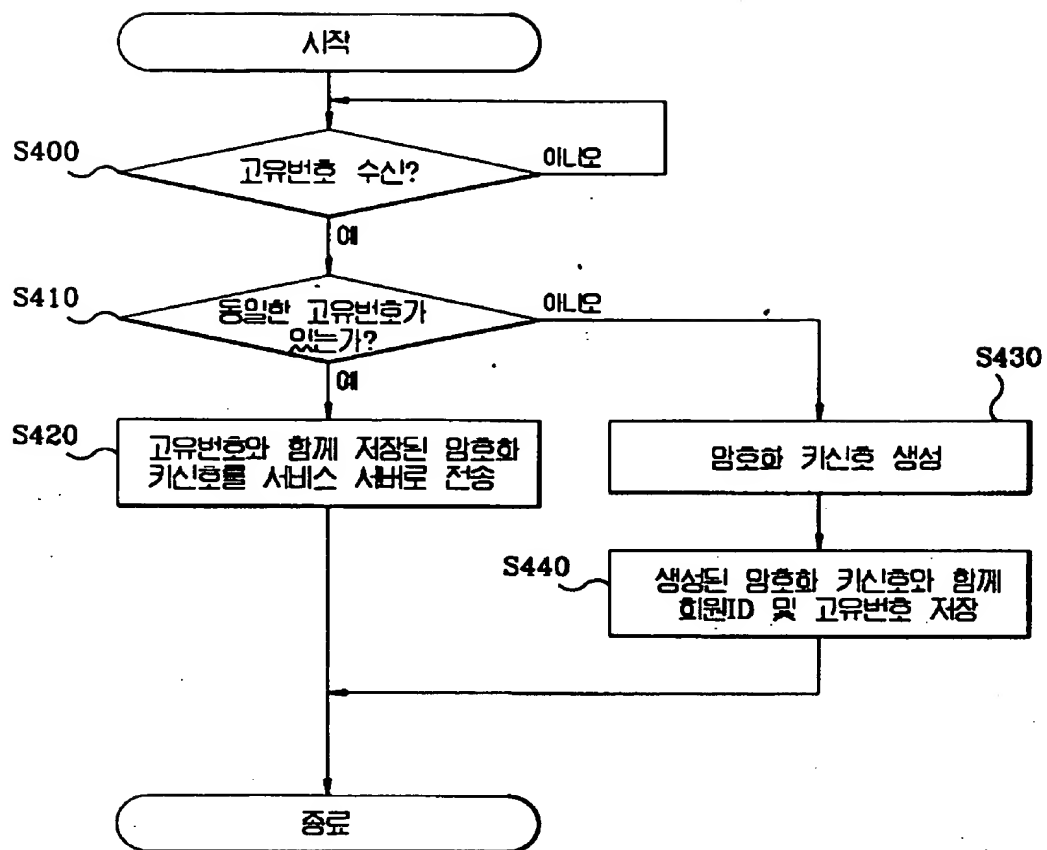 시작
S400
고유번호 수신?
아니오
예
S410
동일한 고유번호가
있는가?
아니오
예
S420
고유번호와 함께 저장된 암호화
키신호를 서비스 서버로 전송
S430
암호화 키신호 생성
S440
생성된 암호화 키신호와 함께
회원ID 및 고유번호 저장
종료